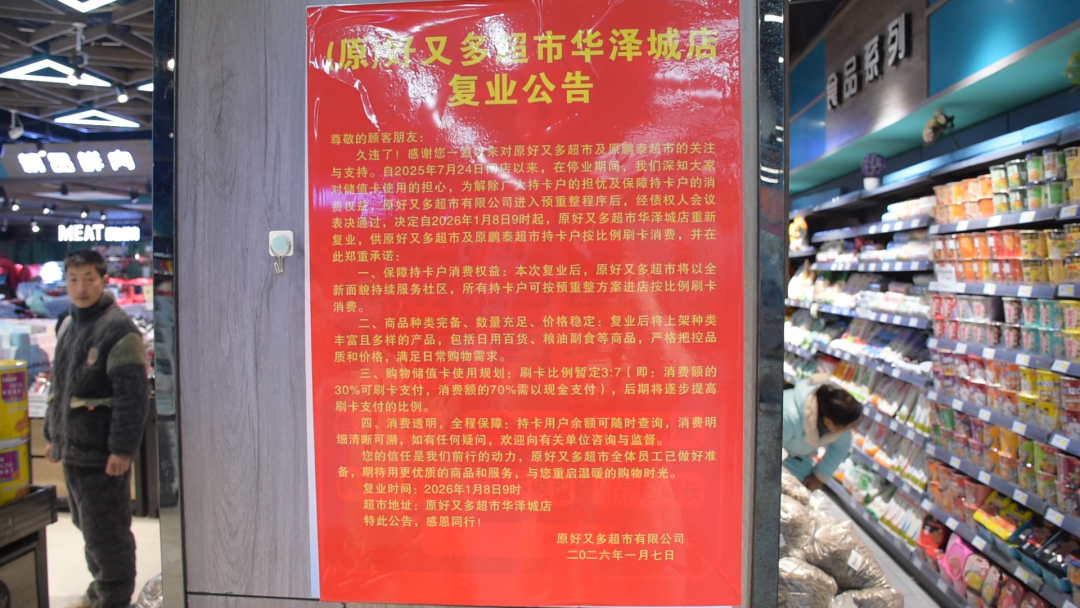 (原)好又多超市华泽城店
复业公告
尊敬的顾客朋友：
久违了！感谢您一直以来对原好又多超市及原鹏泰超市的关注
与支持。自2025年7月24日闭店以来，在停业期间，我们深知大家
对储值卡使用的担心，为解除广大持卡户的担忧及保障持卡户的消
费权益，原好又多超市有限公司进入预重整程序后，经债权人会议
表决通过，决定自2026年1月8日9时起，原好又多超市华泽城店重新
复业，供原好又多超市及原鹏泰超市持卡户按比例刷卡消费，并在
此郑重承诺：
一、保障持卡户消费权益：本次复业后，原好又多超市将以全
新面貌持续服务社区，所有持卡户可按预重整方案进店按比例刷卡
消费。
二、商品种类完备、数量充足、价格稳定：复业后将上架种类
丰富且多样的产品，包括日用百货、粮油副食等商品，严格把控品
质和价格，满足日常购物需求。
三、购物储值卡使用规划：刷卡比例暂定3:7（即：消费额的
30%可刷卡支付，消费额的70%需以现金支付），后期将逐步提高
刷卡支付的比例。
四、消费透明，全程保障：持卡用户余额可随时查询，消费明
细清晰可溯，如有任何疑问，欢迎向有关单位咨询与监督。
您的信任是我们前行的动力，原好又多超市全体员工已做好准
备，期待用更优质的商品和服务，与您重启温暖的购物时光。
复业时间：2026年1月8日9时
超市地址：原好又多超市华泽城店
特此公告，感恩同行！
原好又多超市有限公司
二〇二六年一月七日
食品系列
鲜肉
MEAT